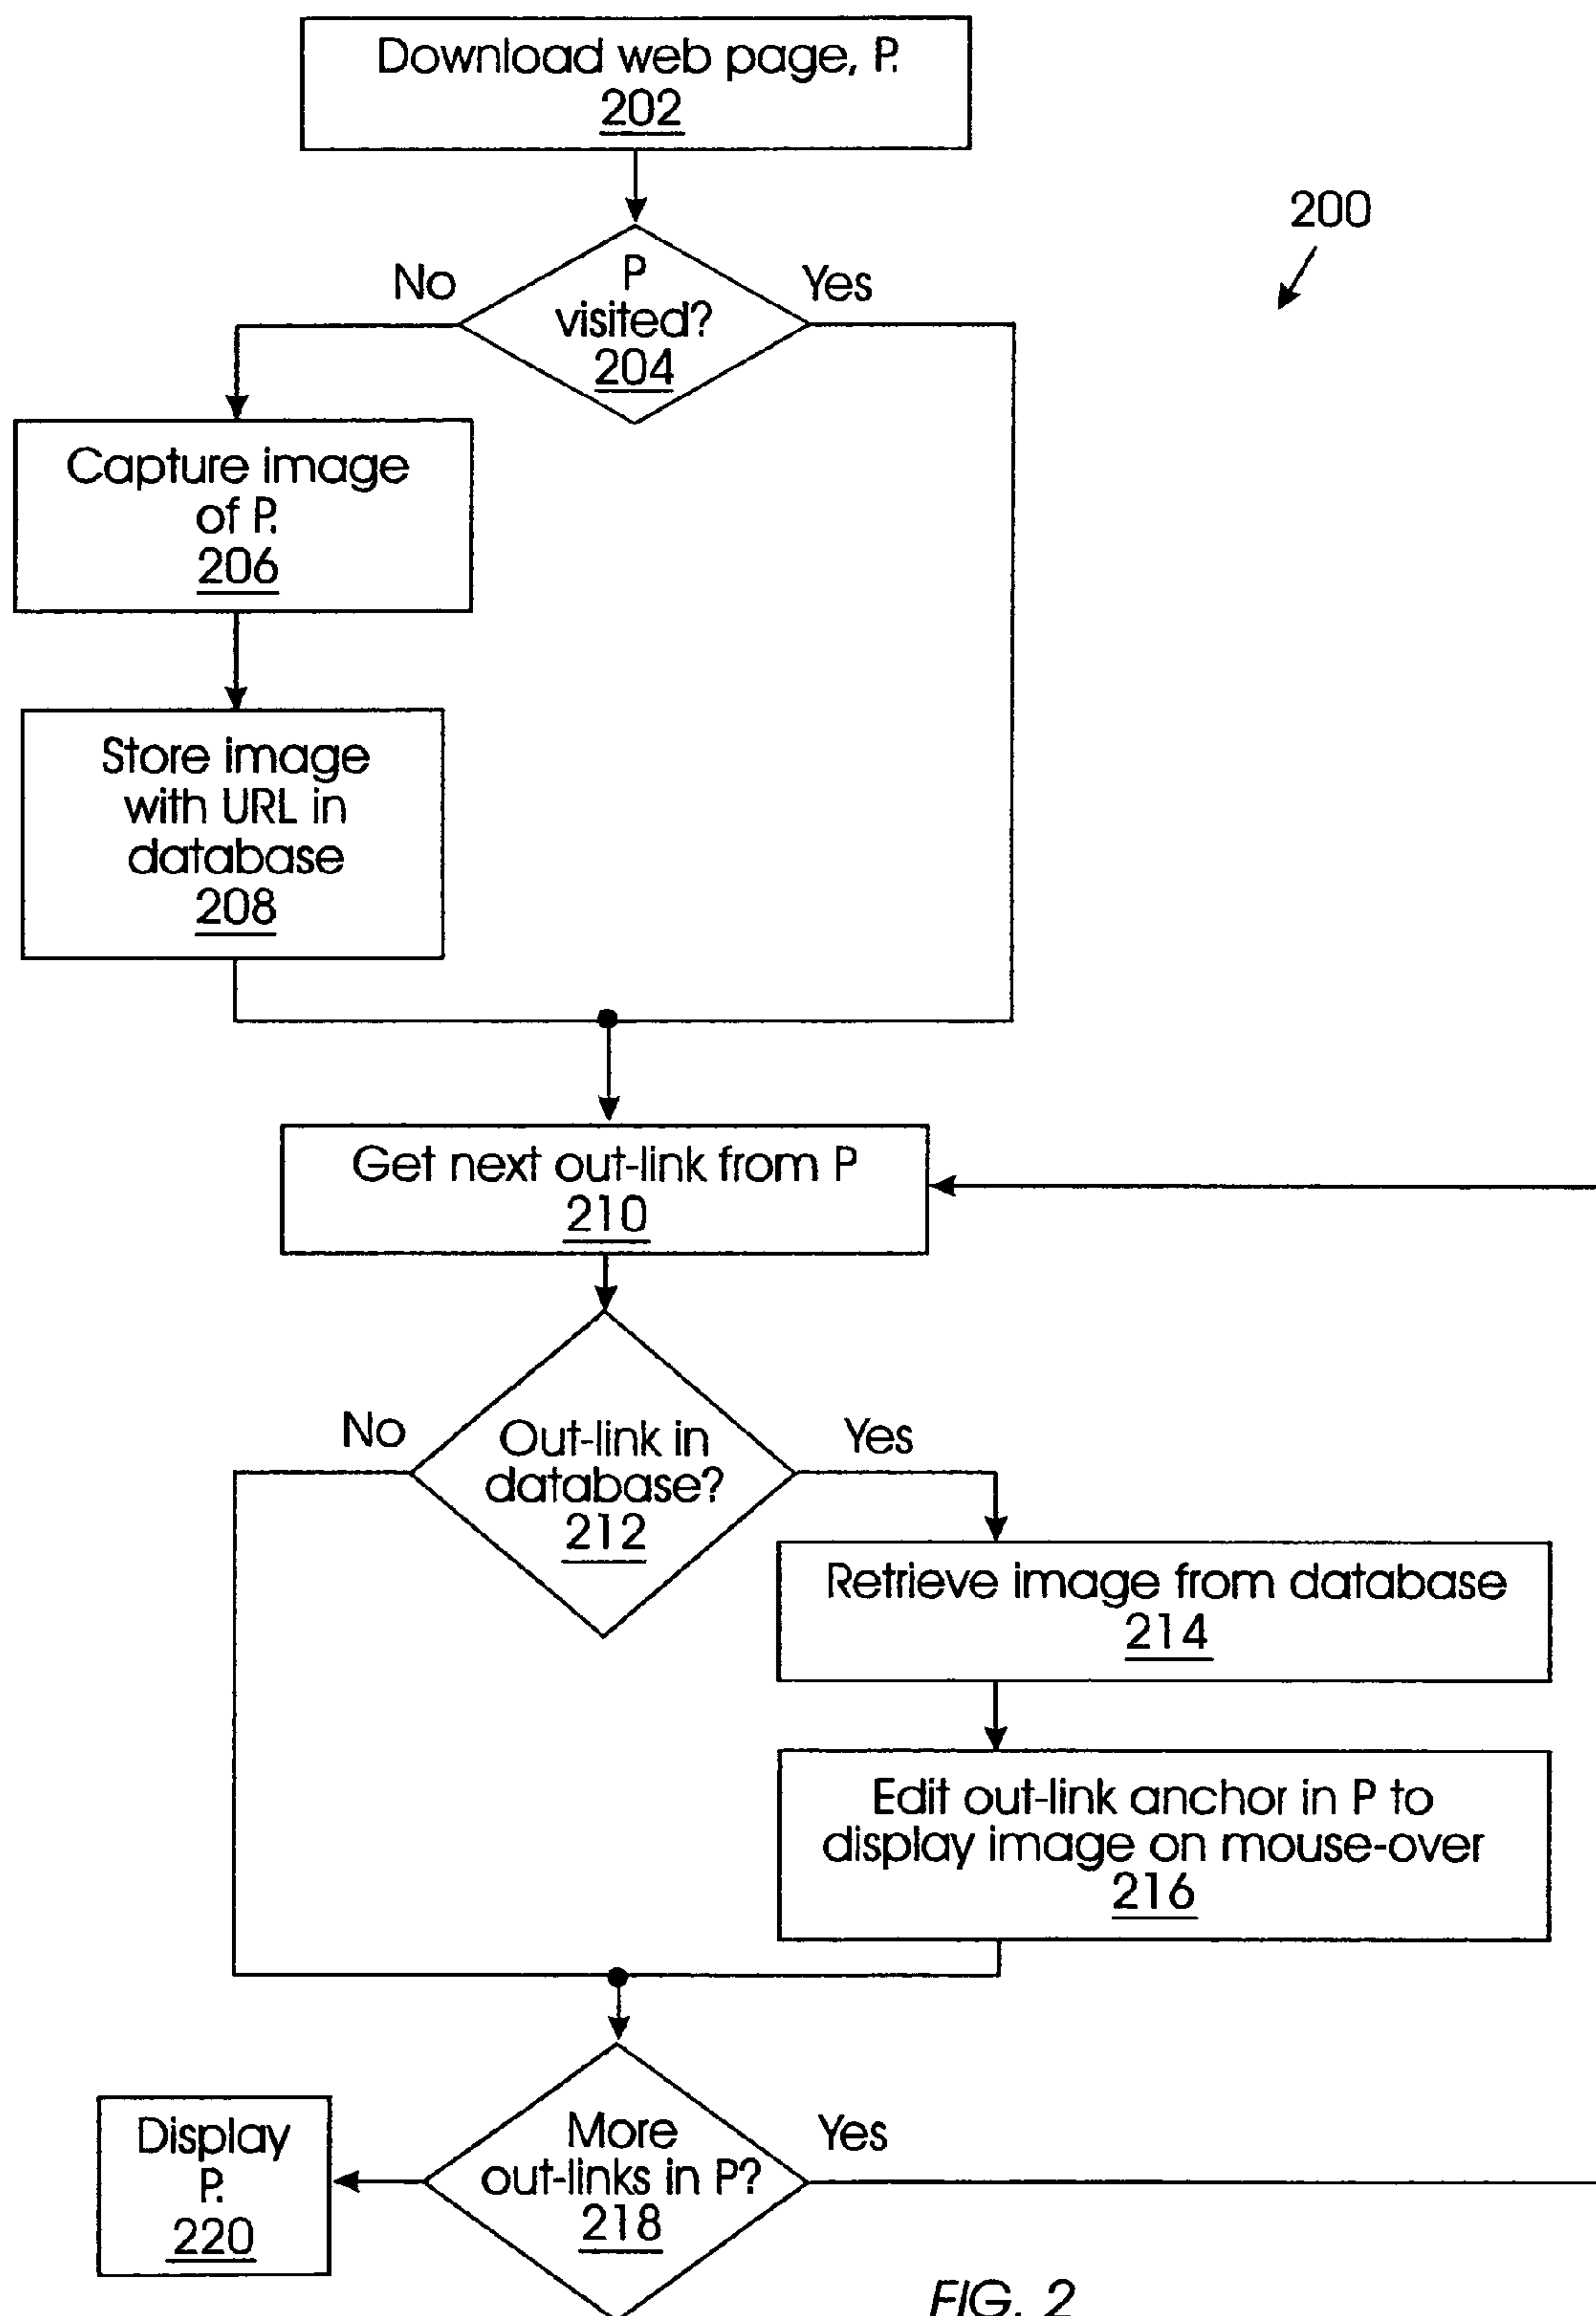 Download web page, P.
202
200
P
visited?
204
No
Yes
Capture image
of P.
206
Store image
with URL in
database
208
Get next out-link from P
210
No
Out-link in
database?
212
Yes
Retrieve image from database
214
Edit out-link anchor in P to
display image on mouse-over
216
More
out-links in P?
218
Yes
Display
P.
220
FIG. 2